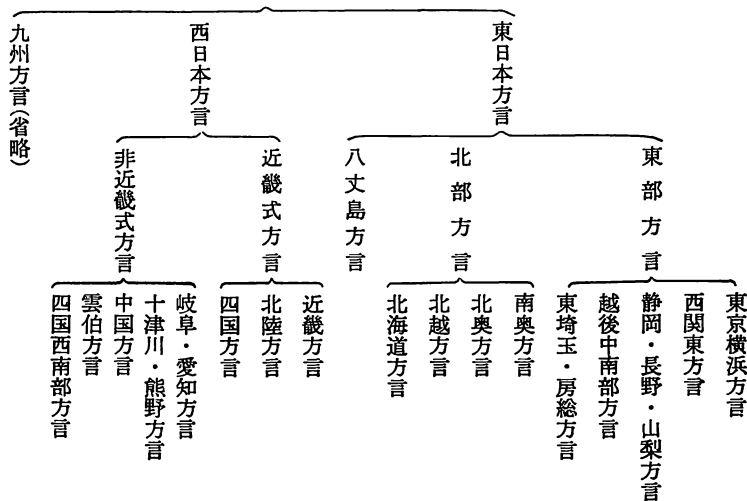 東日本方言
東部方言
東京横浜方言
西関東方言
静岡・長野・山梨方言
越後中南部方言
東埼玉・房総方言
北部方言
南奥方言
北奥方言
北越方言
北海道方言
八丈島方言
西日本方言
近畿式方言
近畿方言
北陸方言
四国方言
非近畿式方言
岐阜・愛知方言
十津川・熊野方言
中国方言
雲伯方言
四国西南部方言
九州方言(省略)